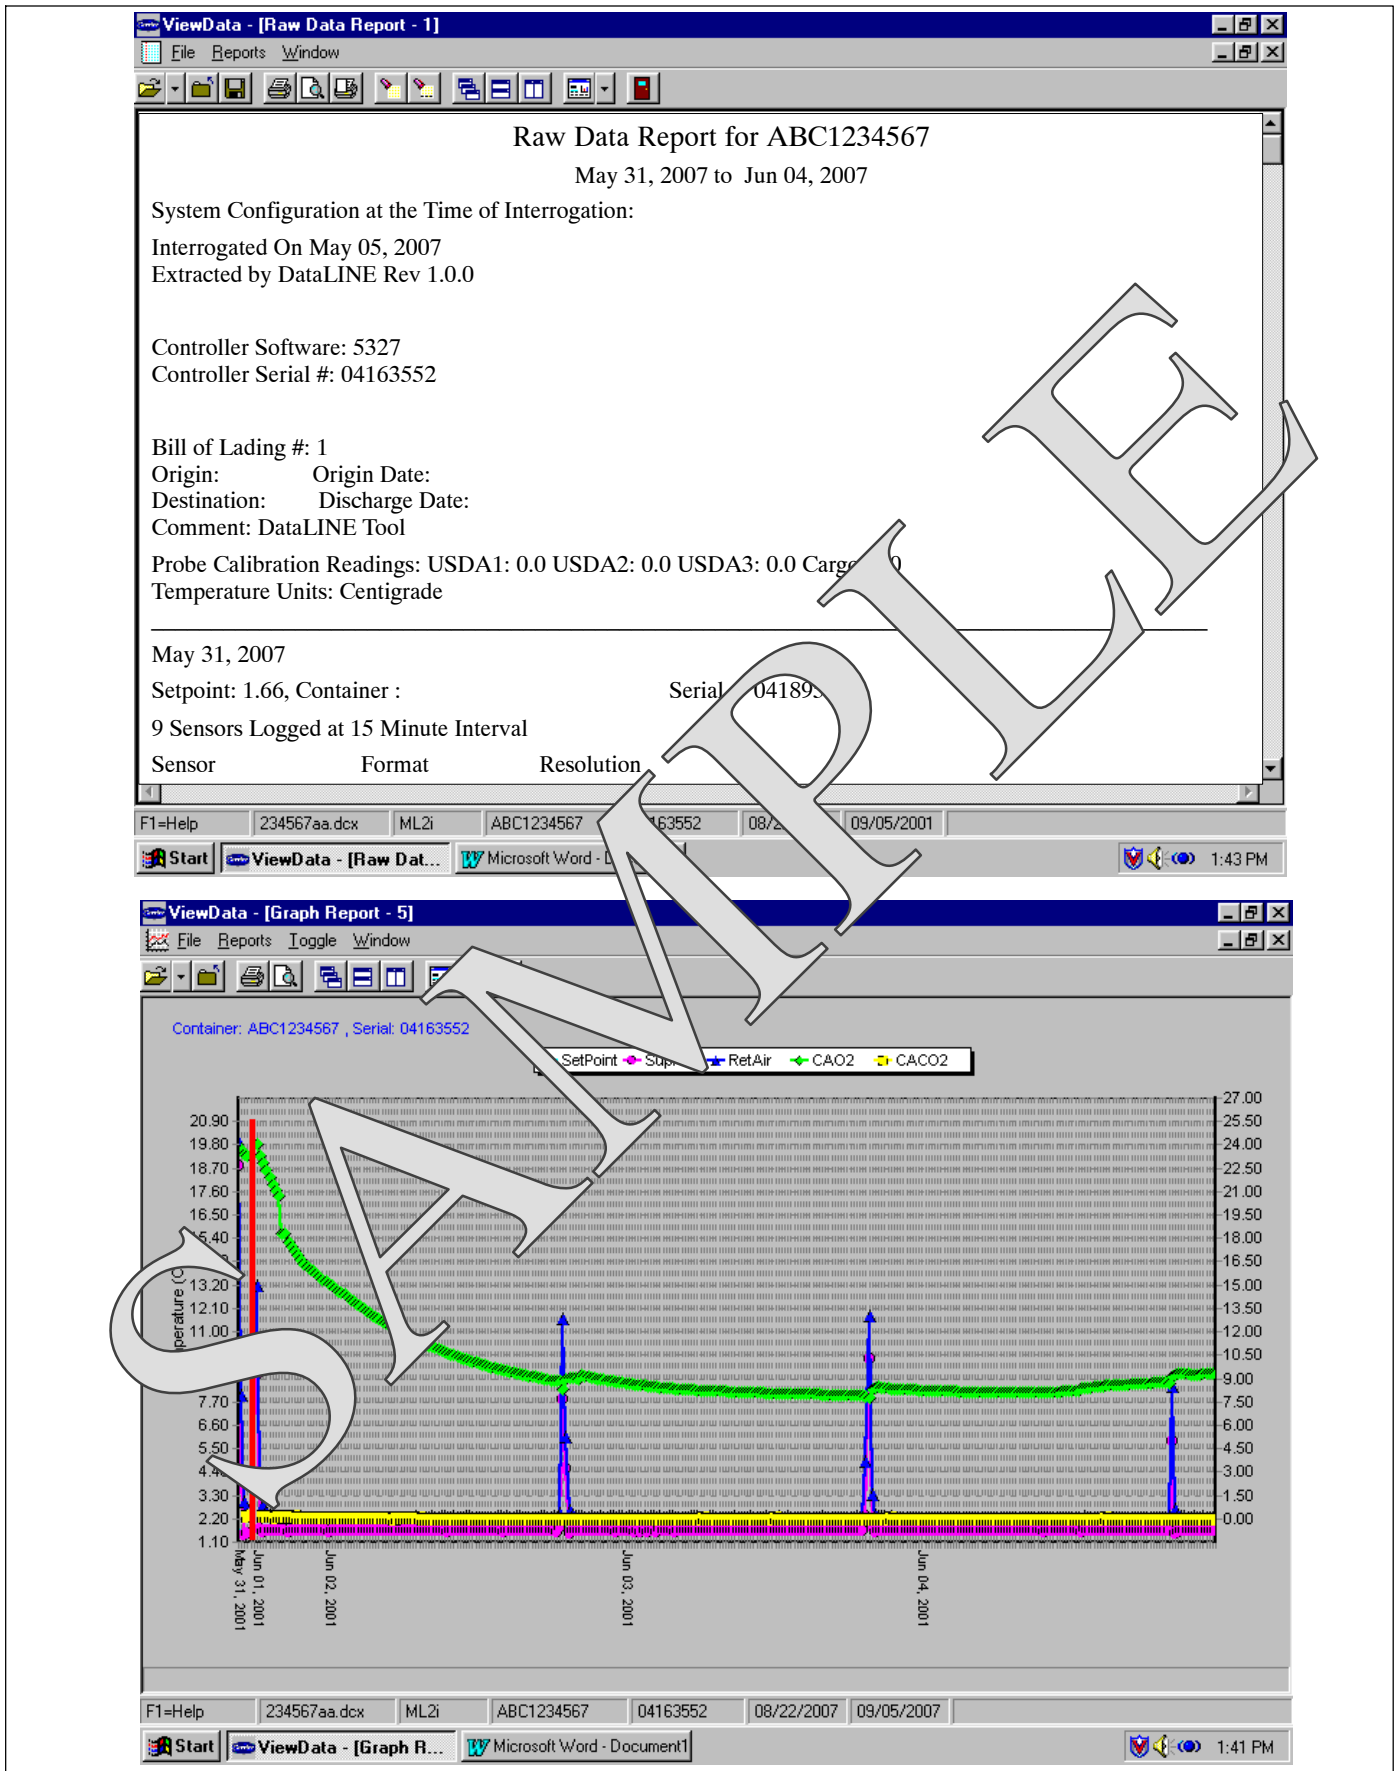 ViewData - [Raw Data Report - 1]
File Reports Window
Raw Data Report for ABC1234567
May 31, 2007 to Jun 04, 2007
System Configuration at the Time of Interrogation:
Interrogated On May 05, 2007
Extracted by DataLINE Rev 1.0.0
Controller Software: 5327
Controller Serial #: 04163552
Bill of Lading #: 1
Origin: Origin Date:
Destination: Discharge Date:
Comment: DataLINE Tool
Probe Calibration Readings: USDA1: 0.0 USDA2: 0.0 USDA3: 0.0
Temperature Units: Centigrade
May 31, 2007
Setpoint: 1.66, Container : Serial
9 Sensors Logged at 15 Minute Interval
Sensor Format Resolution
F1=Help 234567aa.dcx ML2i ABC1234567 09/05/2001
Start ViewData - [Raw Dat... Microsoft Word - 1:43 PM
SAMPLE
ViewData - [Graph Report - 5]
File Reports Toggle Window
Container: ABC1234567 , Serial: 04163552
SetPoint RetAir CAO2 CACO2
20.90
19.80
18.70
17.60
16.50
13.20
12.10
11.00
7.70
6.60
5.50
3.30
2.20
1.10
27.00
25.50
24.00
22.50
21.00
19.50
18.00
16.50
15.00
13.50
12.00
10.50
9.00
7.50
6.00
4.50
3.00
1.50
0.00
May 31, 2001
Jun 01, 2001
Jun 02, 2001
Jun 03, 2001
Jun 04, 2001
F1=Help 234567aa.dcx ML2i ABC1234567 04163552 08/22/2007 09/05/2007
Start ViewData - [Graph R... Microsoft Word - Document1 1:41 PM